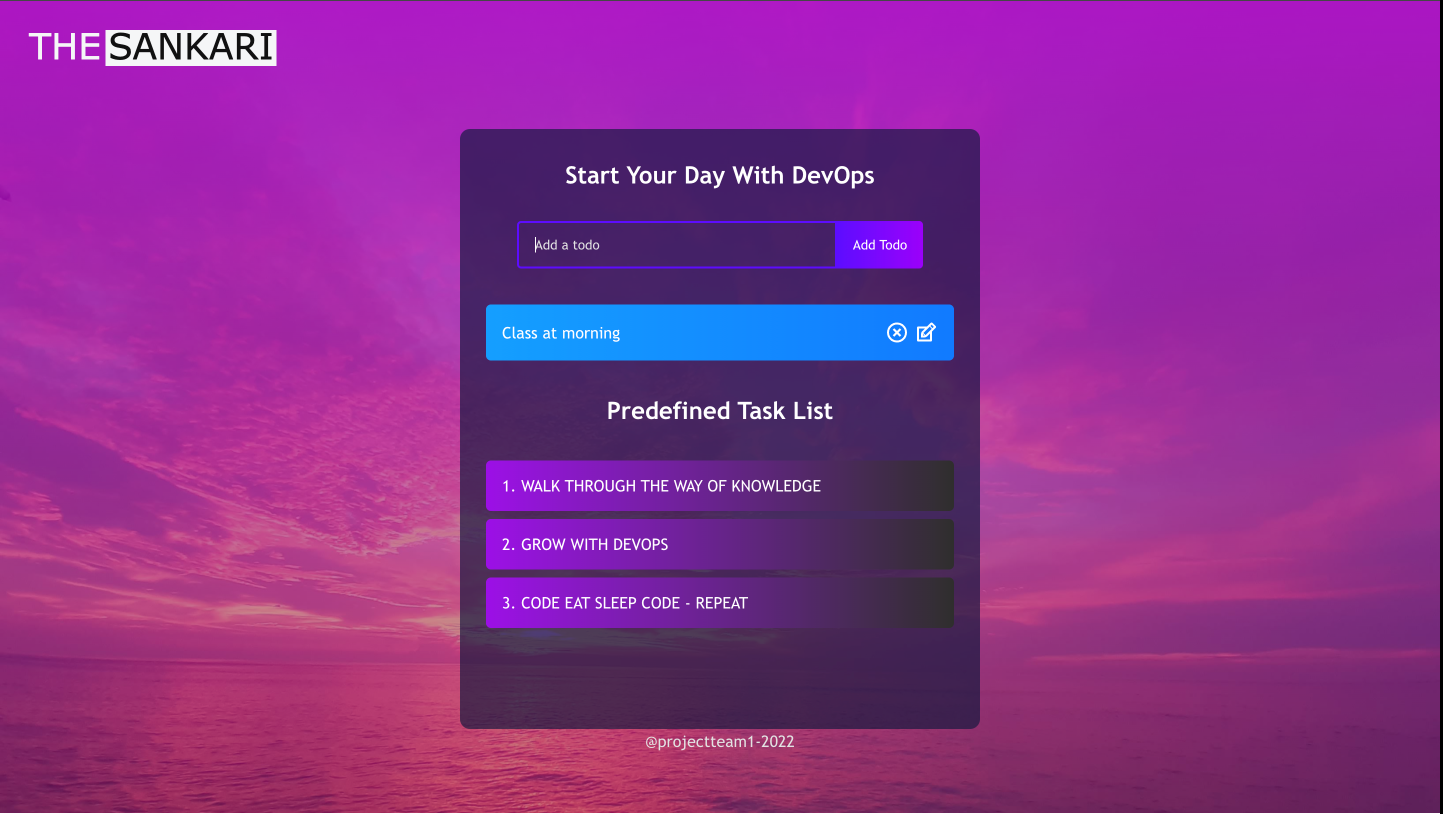 THE SANKARI
Start Your Day With DevOps
Add a todo
Add Todo
Class at morning
Predefined Task List
1. WALK THROUGH THE WAY OF KNOWLEDGE
2. GROW WITH DEVOPS
3. CODE EAT SLEEP CODE - REPEAT
@projectteam1-2022